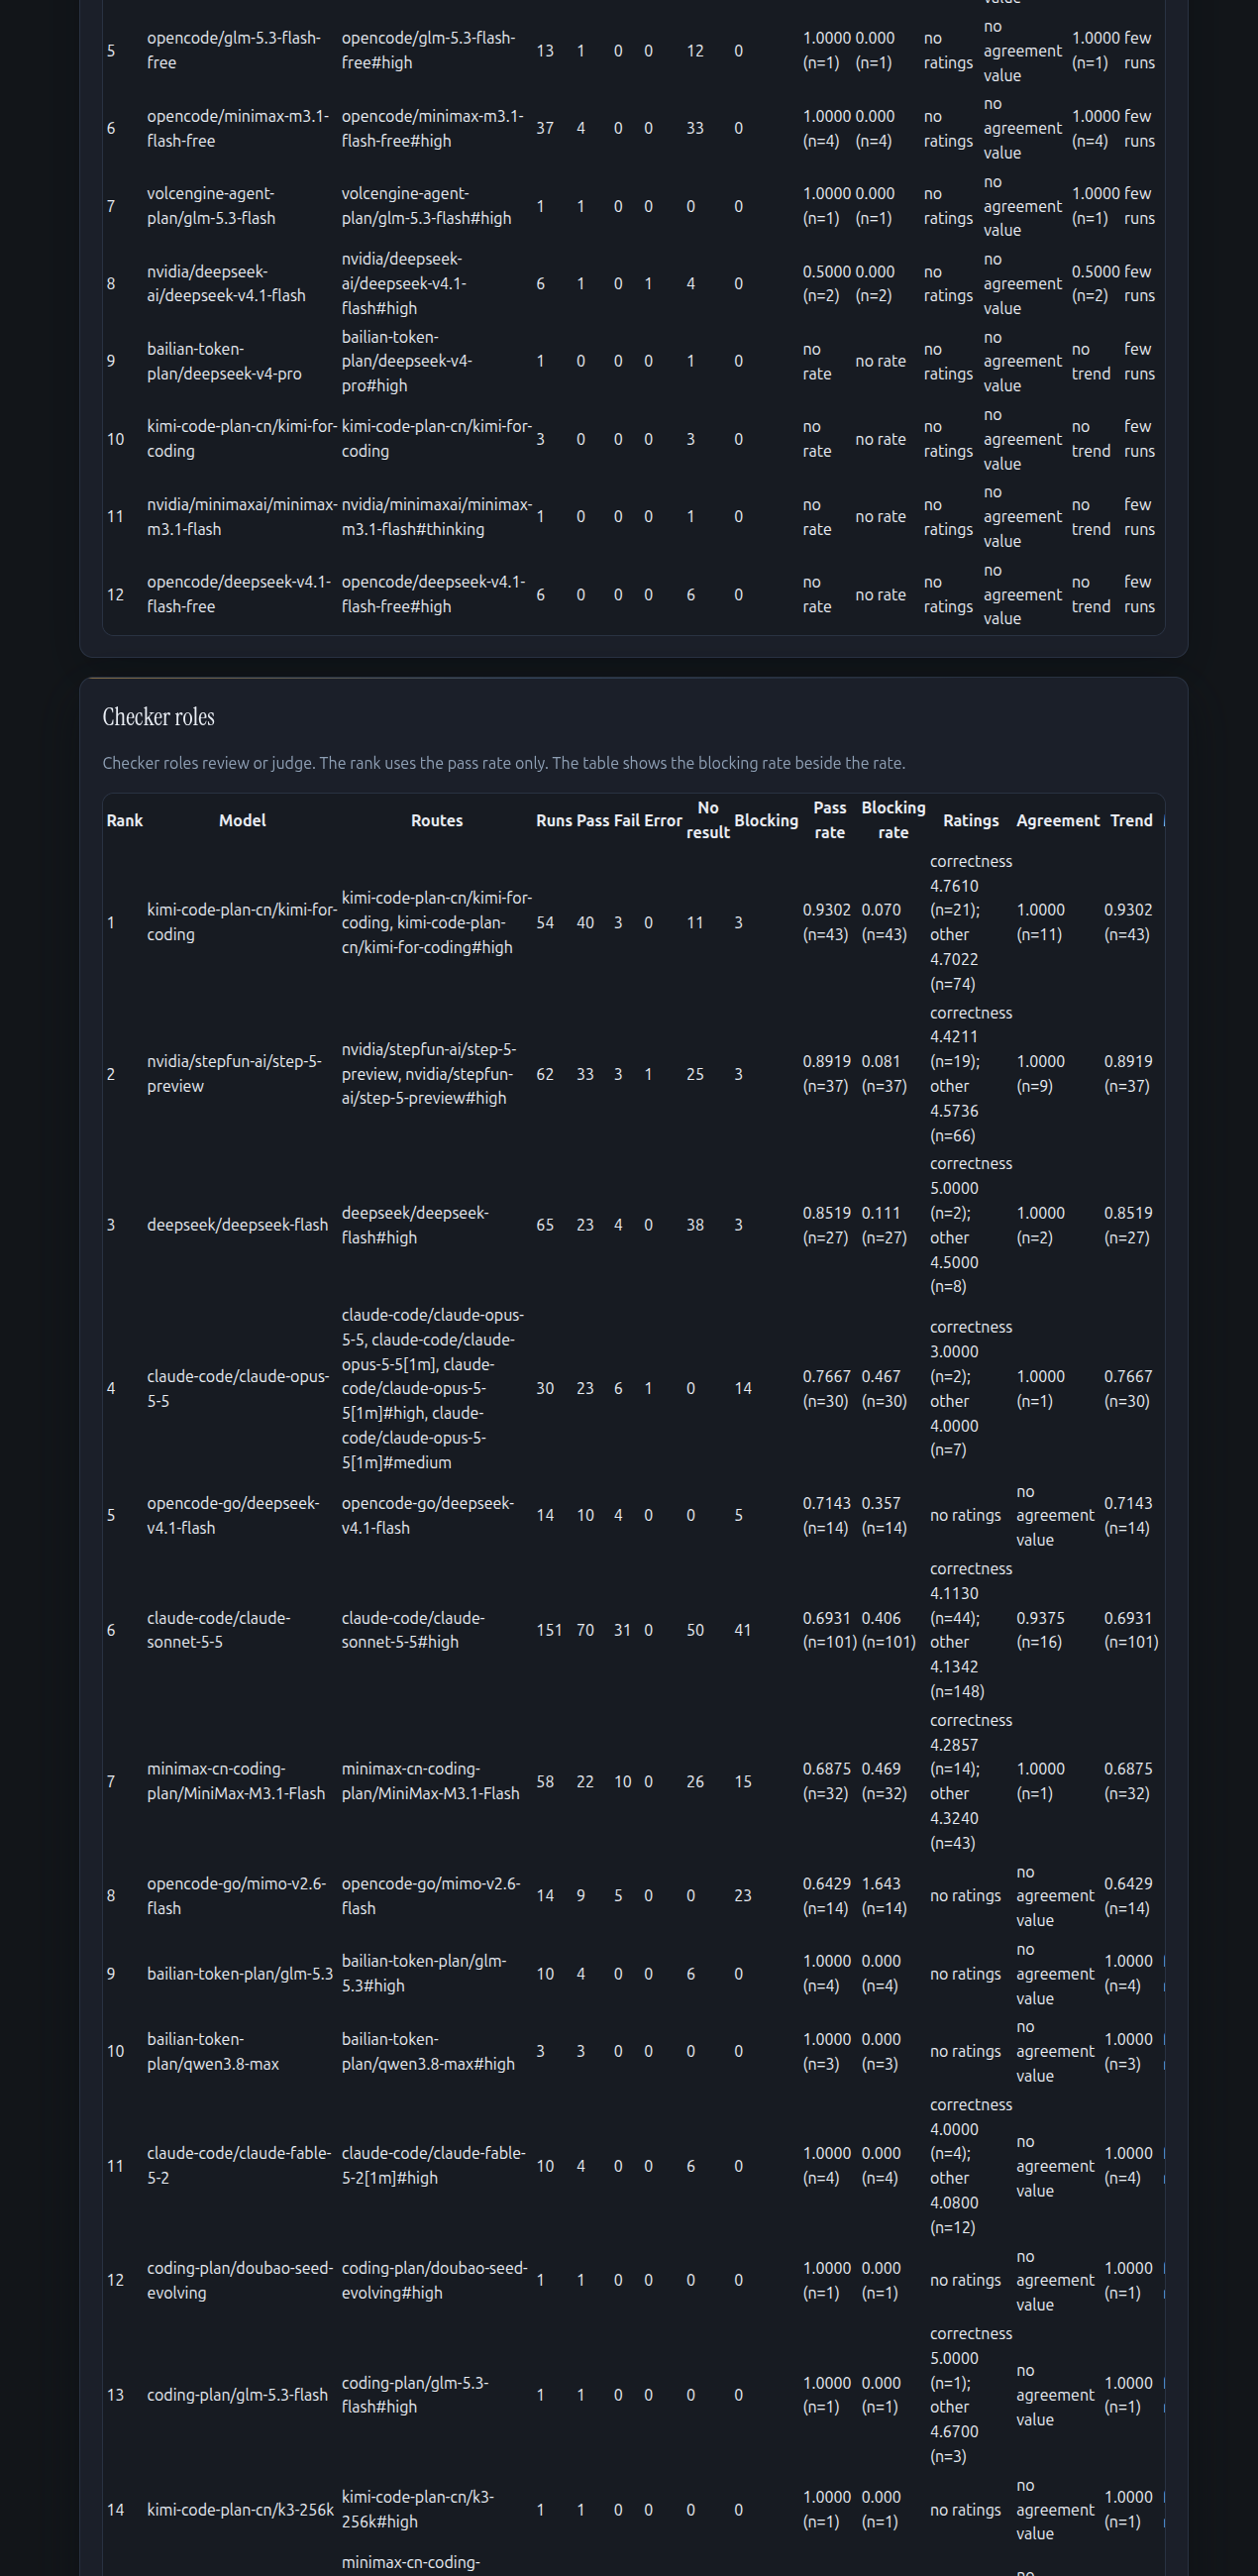 value
5 opencode/glm-5.3-flash-free opencode/glm-5.3-flash-free#high 13 1 0 0 12 0 1.0000 (n=1) 0.000 (n=1) no ratings no agreement value 1.0000 (n=1) few runs
6 opencode/minimax-m3.1-flash-free opencode/minimax-m3.1-flash-free#high 37 4 0 0 33 0 1.0000 (n=4) 0.000 (n=4) no ratings no agreement value 1.0000 (n=4) few runs
7 volcengine-agent-plan/glm-5.3-flash volcengine-agent-plan/glm-5.3-flash#high 1 1 0 0 0 0 1.0000 (n=1) 0.000 (n=1) no ratings no agreement value 1.0000 (n=1) few runs
8 nvidia/deepseek-ai/deepseek-v4.1-flash nvidia/deepseek-ai/deepseek-v4.1-flash#high 6 1 0 1 4 0 0.5000 (n=2) 0.000 (n=2) no ratings no agreement value 0.5000 (n=2) few runs
9 bailian-token-plan/deepseek-v4-pro bailian-token-plan/deepseek-v4-pro#high 1 0 0 0 1 0 no rate no rate no ratings no agreement value no trend few runs
10 kimi-code-plan-cn/kimi-for-coding kimi-code-plan-cn/kimi-for-coding 3 0 0 0 3 0 no rate no rate no ratings no agreement value no trend few runs
11 nvidia/minimaxai/minimax-m3.1-flash nvidia/minimaxai/minimax-m3.1-flash#thinking 1 0 0 0 1 0 no rate no rate no ratings no agreement value no trend few runs
12 opencode/deepseek-v4.1-flash-free opencode/deepseek-v4.1-flash-free#high 6 0 0 0 6 0 no rate no rate no ratings no agreement value no trend few runs
Checker roles
Checker roles review or judge. The rank uses the pass rate only. The table shows the blocking rate beside the rate.
Rank Model Routes Runs Pass Fail Error No result Blocking Pass rate Blocking rate Ratings Agreement Trend
1 kimi-code-plan-cn/kimi-for-coding kimi-code-plan-cn/kimi-for-coding, kimi-code-plan-cn/kimi-for-coding#high 54 40 3 0 11 3 0.9302 (n=43) 0.070 (n=43) correctness 4.7610 (n=21); other 4.7022 (n=74) 1.0000 (n=11) 0.9302 (n=43)
2 nvidia/stepfun-ai/step-5-preview nvidia/stepfun-ai/step-5-preview, nvidia/stepfun-ai/step-5-preview#high 62 33 3 1 25 3 0.8919 (n=37) 0.081 (n=37) correctness 4.4211 (n=19); other 4.5736 (n=66) 1.0000 (n=9) 0.8919 (n=37)
3 deepseek/deepseek-flash deepseek/deepseek-flash#high 65 23 4 0 38 3 0.8519 (n=27) 0.111 (n=27) correctness 5.0000 (n=2); other 4.5000 (n=8) 1.0000 (n=2) 0.8519 (n=27)
4 claude-code/claude-opus-5-5 claude-code/claude-opus-5-5, claude-code/claude-opus-5-5[1m], claude-code/claude-opus-5-5[1m]#high, claude-code/claude-opus-5-5[1m]#medium 30 23 6 1 0 14 0.7667 (n=30) 0.467 (n=30) correctness 3.0000 (n=2); other 4.0000 (n=7) 1.0000 (n=1) 0.7667 (n=30)
5 opencode-go/deepseek-v4.1-flash opencode-go/deepseek-v4.1-flash 14 10 4 0 0 5 0.7143 (n=14) 0.357 (n=14) no ratings no agreement value 0.7143 (n=14)
6 claude-code/claude-sonnet-5-5 claude-code/claude-sonnet-5-5#high 151 70 31 0 50 41 0.6931 (n=101) 0.406 (n=101) correctness 4.1130 (n=44); other 4.1342 (n=148) 0.9375 (n=16) 0.6931 (n=101)
7 minimax-cn-coding-plan/MiniMax-M3.1-Flash minimax-cn-coding-plan/MiniMax-M3.1-Flash 58 22 10 0 26 15 0.6875 (n=32) 0.469 (n=32) correctness 4.2857 (n=14); other 4.3240 (n=43) 1.0000 (n=1) 0.6875 (n=32)
8 opencode-go/mimo-v2.6-flash opencode-go/mimo-v2.6-flash 14 9 5 0 0 23 0.6429 (n=14) 1.643 (n=14) no ratings no agreement value 0.6429 (n=14)
9 bailian-token-plan/glm-5.3 bailian-token-plan/glm-5.3#high 10 4 0 0 6 0 1.0000 (n=4) 0.000 (n=4) no ratings no agreement value 1.0000 (n=4)
10 bailian-token-plan/qwen3.8-max bailian-token-plan/qwen3.8-max#high 3 3 0 0 0 0 1.0000 (n=3) 0.000 (n=3) no ratings no agreement value 1.0000 (n=3)
11 claude-code/claude-fable-5-2 claude-code/claude-fable-5-2[1m]#high 10 4 0 0 6 0 1.0000 (n=4) 0.000 (n=4) correctness 4.0000 (n=4); other 4.0800 (n=12) no agreement value 1.0000 (n=4)
12 coding-plan/doubao-seed-evolving coding-plan/doubao-seed-evolving#high 1 1 0 0 0 0 1.0000 (n=1) 0.000 (n=1) no ratings no agreement value 1.0000 (n=1)
13 coding-plan/glm-5.3-flash coding-plan/glm-5.3-flash#high 1 1 0 0 0 0 1.0000 (n=1) 0.000 (n=1) correctness 5.0000 (n=1); other 4.6700 (n=3) no agreement value 1.0000 (n=1)
14 kimi-code-plan-cn/k3-256k kimi-code-plan-cn/k3-256k#high 1 1 0 0 0 0 1.0000 (n=1) 0.000 (n=1) no ratings no agreement value 1.0000 (n=1)
minimax-cn-coding-
no